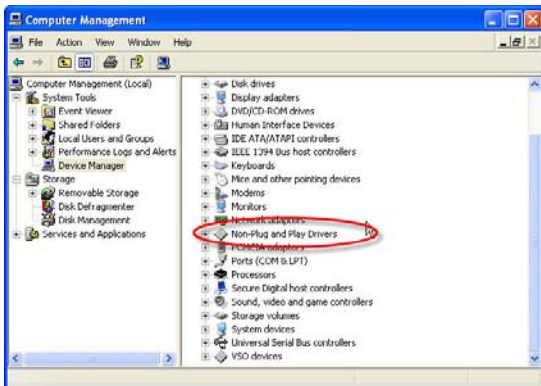 Computer Management
File Action View Window Help
Computer Management (Local)
System Tools
Event Viewer
Shared Folders
Local Users and Groups
Performance Logs and Alerts
Device Manager
Storage
Removable Storage
Disk Defragmenter
Disk Management
Services and Applications
Disk drives
Display adapters
DVD/CD-ROM drives
Human Interface Devices
IDE ATA/ATAPI controllers
IEEE 1394 Bus host controllers
Keyboards
Mice and other pointing devices
Modems
Monitors
Network adapters
Non-Plug and Play Drivers
PCMCIA adapters
Ports (COM & LPT)
Processors
Secure Digital host controllers
Sound, video and game controllers
Storage volumes
System devices
Universal Serial Bus controllers
VSO devices